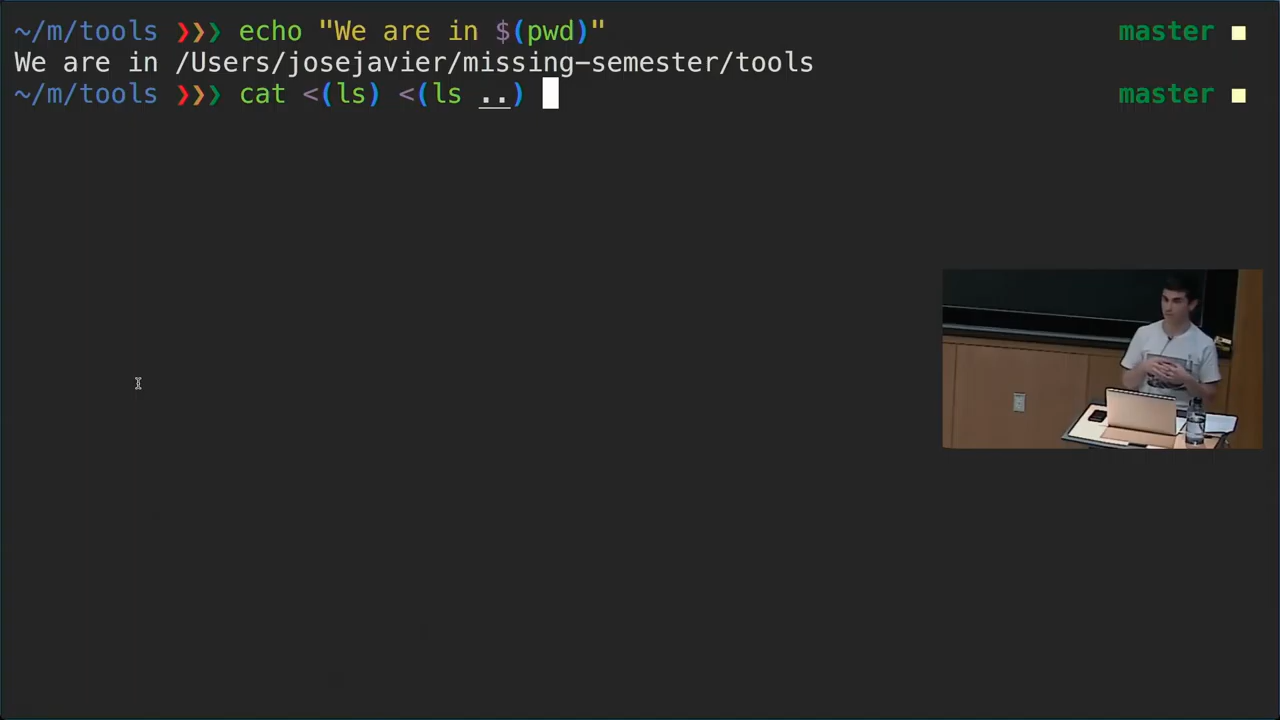 ~/m/tools ❯❯❯ echo "We are in $(pwd)" master ■
We are in /Users/josejavier/missing-semester/tools
~/m/tools ❯❯❯ cat <(ls) <(ls ..) master ■